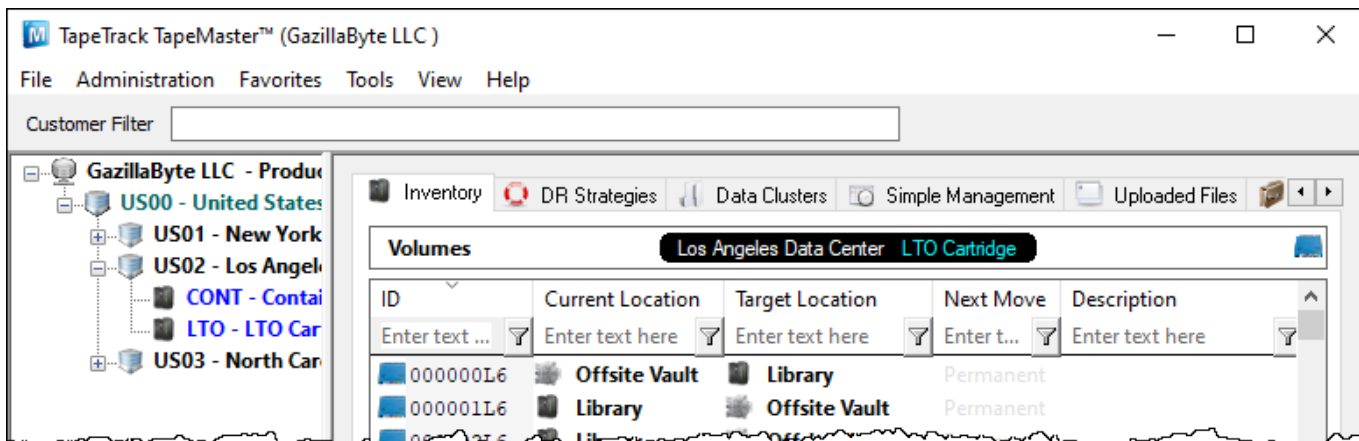 TapeTrack TapeMaster™ (GazillaByte LLC )
File Administration Favorites Tools View Help
Customer Filter
GazillaByte LLC - Produc
US00 - United States
US01 - New York
US02 - Los Angel
CONT - Contai
LTO - LTO Car
US03 - North Car
Inventory DR Strategies Data Clusters Simple Management Uploaded Files
Volumes Los Angeles Data Center LTO Cartridge
ID Current Location Target Location Next Move Description
Enter text ... Enter text here Enter text here Enter t... Enter text here
000000L6 Offsite Vault Library Permanent
000001L6 Library Offsite Vault Permanent